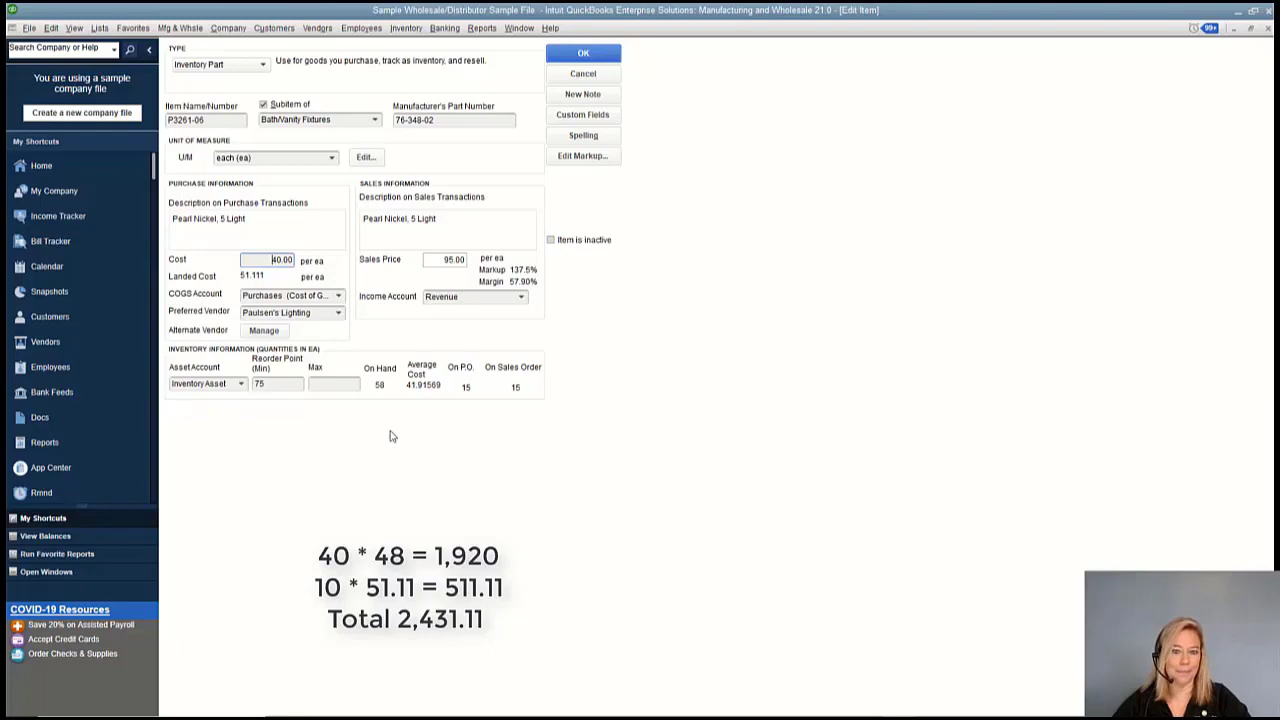 Sample Wholesale/Distributor Sample File - Intuit QuickBooks Enterprise Solutions: Manufacturing and Wholesale 21.0 - [Edit Item]
File Edit View Lists Favorites Mfg & Whsle Company Customers Vendors Employees Inventory Banking Reports Window Help
99+
Search Company or Help
You are using a sample
company file
Create a new company file
My Shortcuts
Home
My Company
Income Tracker
Bill Tracker
Calendar
Snapshots
Customers
Vendors
Employees
Bank Feeds
Docs
Reports
App Center
Rmnd
My Shortcuts
View Balances
Run Favorite Reports
Open Windows
COVID-19 Resources
Save 20% on Assisted Payroll
Accept Credit Cards
Order Checks & Supplies
TYPE
Inventory Part
Use for goods you purchase, track as inventory, and resell.
Item Name/Number Subitem of Manufacturer's Part Number
P3261-06 Bath/Vanity Fixtures 76-348-02
UNIT OF MEASURE
U/M each (ea) Edit...
PURCHASE INFORMATION
Description on Purchase Transactions
Pearl Nickel, 5 Light
Cost 40.00 per ea
Landed Cost 51.111 per ea
COGS Account Purchases (Cost of G...
Preferred Vendor Paulsen's Lighting
Alternate Vendor Manage
SALES INFORMATION
Description on Sales Transactions
Pearl Nickel, 5 Light
Sales Price 95.00 per ea
Markup 137.5%
Margin 57.90%
Income Account Revenue
INVENTORY INFORMATION (QUANTITIES IN EA)
Asset Account Reorder Point (Min) Max On Hand Average Cost On P.O. On Sales Order
Inventory Asset 75 58 41.91569 15 15
OK
Cancel
New Note
Custom Fields
Spelling
Edit Markup...
Item is inactive
40 * 48 = 1,920
10 * 51.11 = 511.11
Total 2,431.11